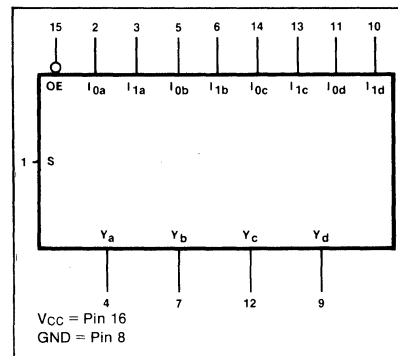 15 2 3 5 6 14 13 11 10
OE I0a I1a I0b I1b I0c I1c I0d I1d
1 S
Ya Yb Yc Yd
4 7 12 9
VCC = Pin 16
GND = Pin 8